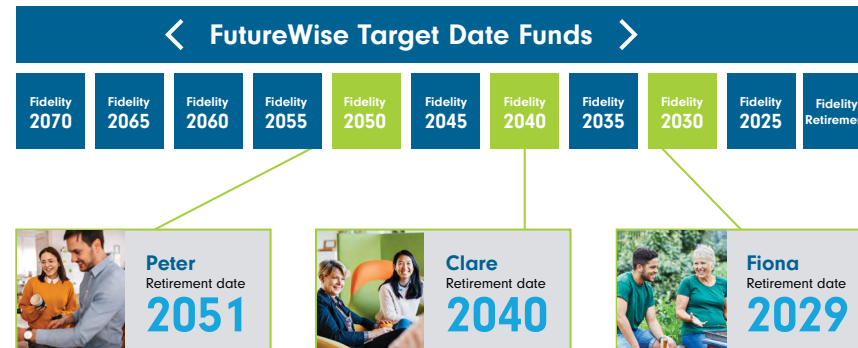 FutureWise Target Date Funds
Fidelity 2070
Fidelity 2065
Fidelity 2060
Fidelity 2055
Fidelity 2050
Fidelity 2045
Fidelity 2040
Fidelity 2035
Fidelity 2030
Fidelity 2025
Fidelity
Peter
Retirement date
2051
Clare
Retirement date
2040
Fiona
Retirement date
2029